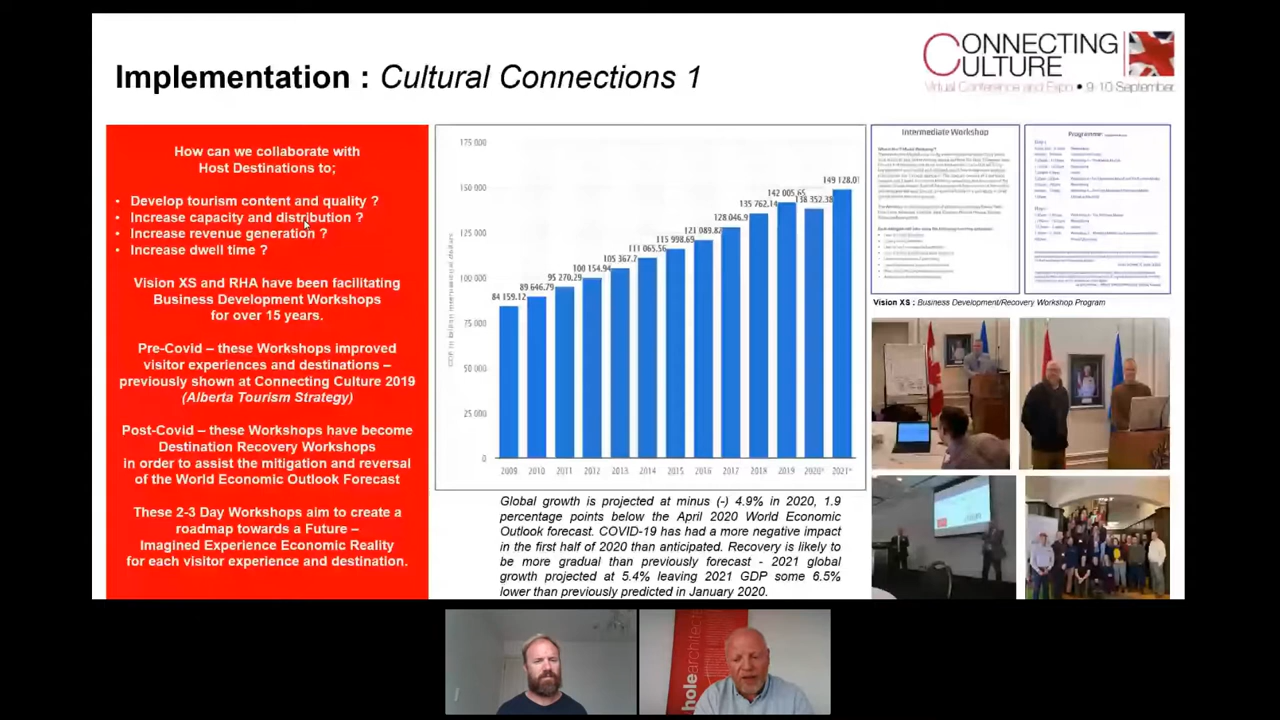 Implementation : Cultural Connections 1
CONNECTING
CULTURE
Virtual Conference and Expo • 9-10 September
How can we collaborate with
Host Destinations to;
• Develop tourism content and quality ?
• Increase capacity and distribution ?
• Increase revenue generation ?
• Increase dwell time ?
Vision XS and RHA have been facilitating
Business Development Workshops
for over 15 years.
Pre-Covid – these Workshops improved
visitor experiences and destinations –
previously shown at Connecting Culture 2019
(Alberta Tourism Strategy)
Post-Covid – these Workshops have become
Destination Recovery Workshops
in order to assist the mitigation and reversal
of the World Economic Outlook Forecast
These 2-3 Day Workshops aim to create a
roadmap towards a Future –
Imagined Experience Economic Reality
for each visitor experience and destination.
175 000
150 000
125 000
100 000
75 000
50 000
25 000
0
84 159.12
89 646.79
95 270.29
100 154.94
105 367.7
111 065.56
115 998.69
121 089.87
128 046.9
135 762.14
142 005.65
138 352.38
149 128.0
2009 2010 2011 2012 2013 2014 2015 2016 2017 2018 2019 2020* 2021*
Global growth is projected at minus (-) 4.9% in 2020, 1.9
percentage points below the April 2020 World Economic
Outlook forecast. COVID-19 has had a more negative impact
in the first half of 2020 than anticipated. Recovery is likely to
be more gradual than previously forecast - 2021 global
growth projected at 5.4% leaving 2021 GDP some 6.5%
lower than previously predicted in January 2020.
Intermediate Workshop
Programme
Vision XS : Business Development/Recovery Workshop Program
holearchitect